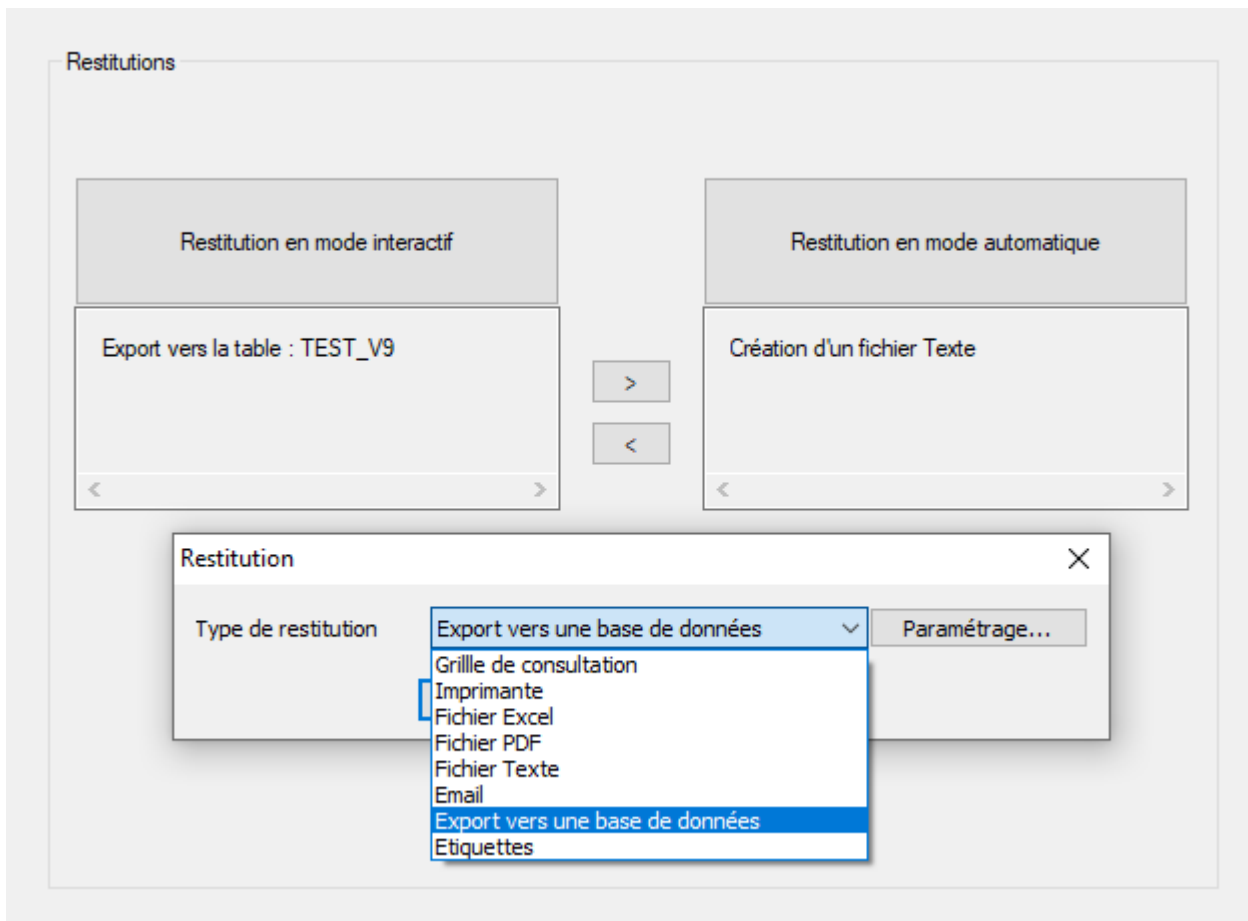 Restitutions
Restitution en mode interactif
Restitution en mode automatique
Export vers la table : TEST_V9
Création d'un fichier Texte
>
<
Restitution
Type de restitution
Export vers une base de données
Paramétrage...
Grillle de consultation
Imprimante
Fichier Excel
Fichier PDF
Fichier Texte
Email
Export vers une base de données
Etiquettes